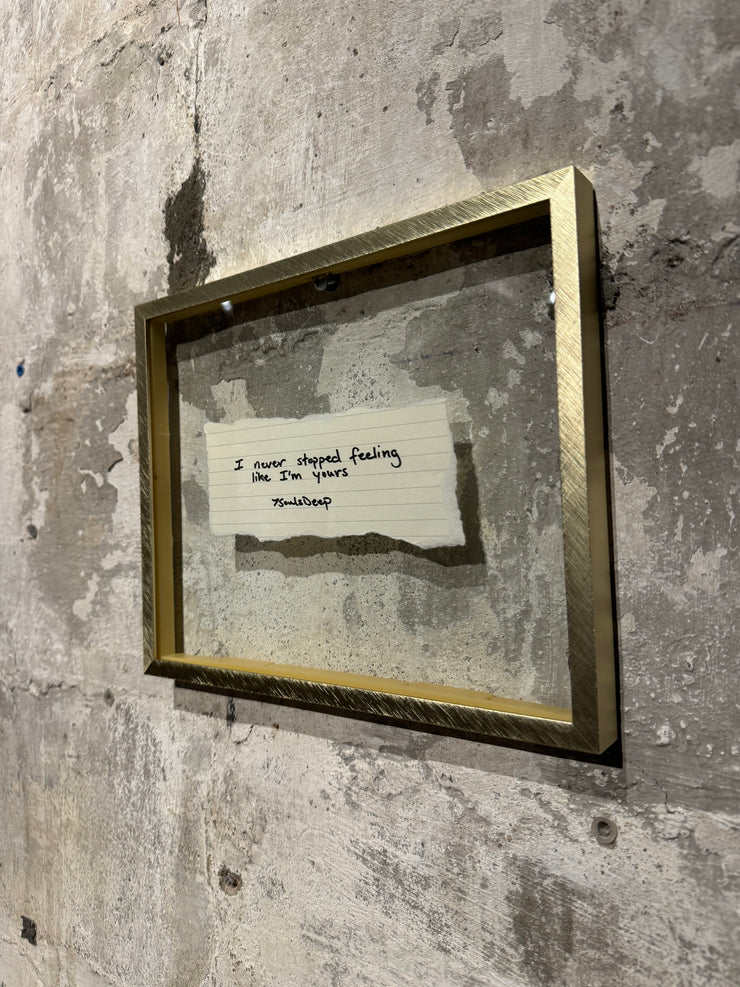 I never stopped feeling
like I'm yours
7SoulsDeep